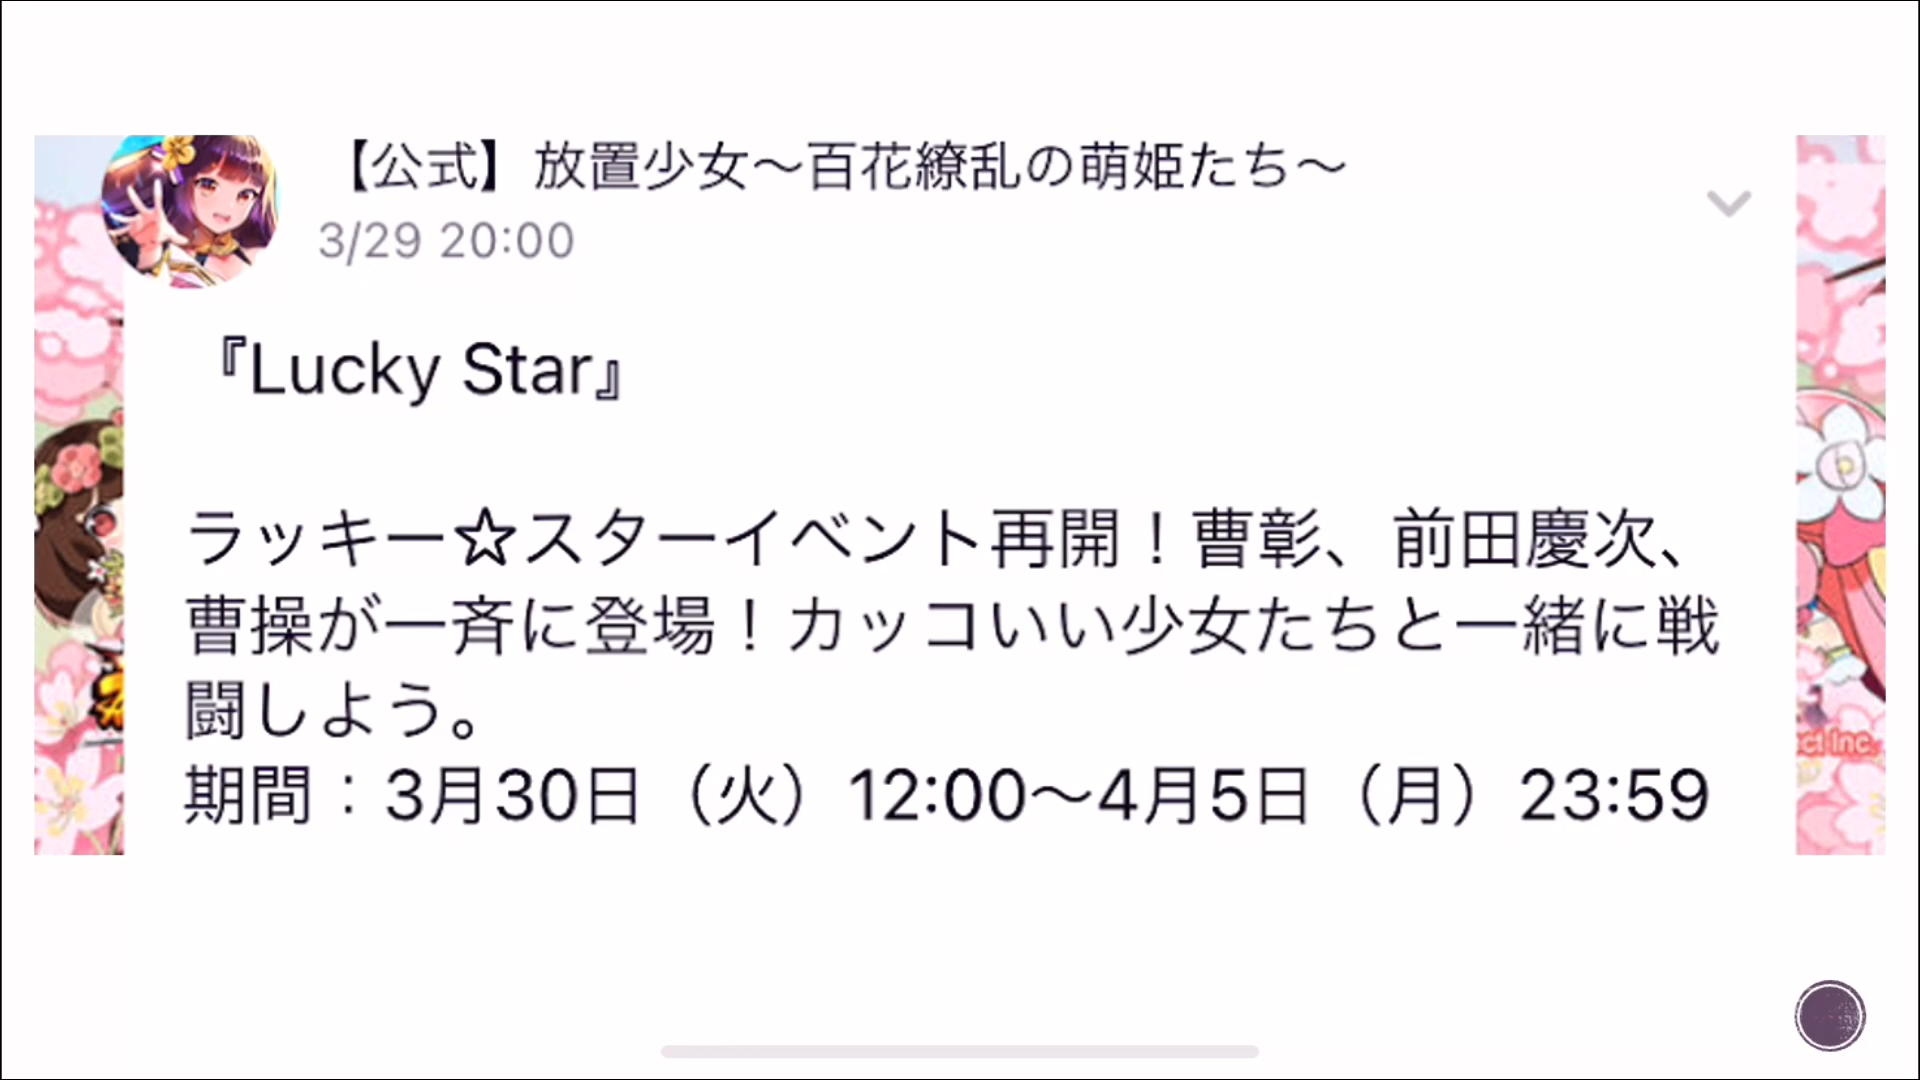 【公式】放置少女〜百花繚乱の萌姫たち〜
3/29 20:00
『Lucky Star』
ラッキー☆スターイベント再開！曹彰、前田慶次、
曹操が一斉に登場！カッコいい少女たちと一緒に戦
闘しよう。
期間：3月30日（火）12:00〜4月5日（月）23:59
ct Inc.